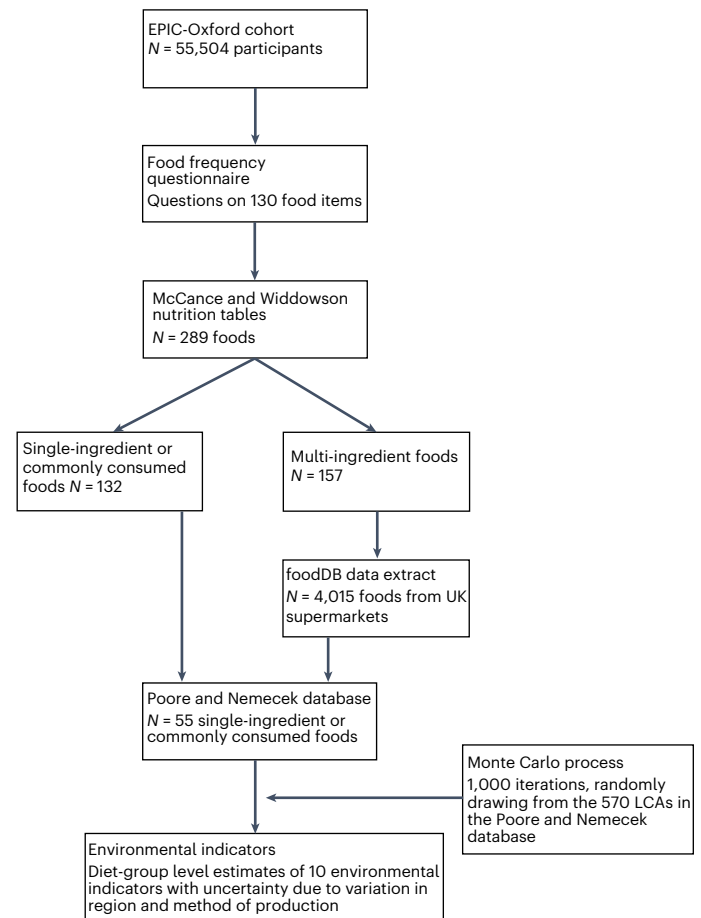 EPIC-Oxford cohort
N = 55,504 participants
Food frequency
questionnaire
Questions on 130 food items
McCance and Widdowson
nutrition tables
N = 289 foods
Single-ingredient or
commonly consumed
foods N = 132
Multi-ingredient foods
N = 157
foodDB data extract
N = 4,015 foods from UK
supermarkets
Poore and Nemecek database
N = 55 single-ingredient or
commonly consumed foods
Monte Carlo process
1,000 iterations, randomly
drawing from the 570 LCAs in
the Poore and Nemecek
database
Environmental indicators
Diet-group level estimates of 10 environmental
indicators with uncertainty due to variation in
region and method of production